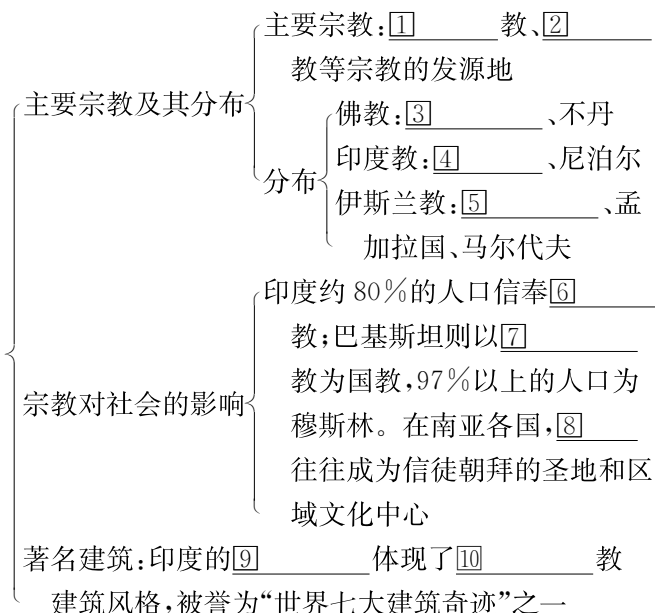 主要宗教:1 教、2
教等宗教的发源地
主要宗教及其分布
佛教:3 、不丹
印度教:4 、尼泊尔
分布
伊斯兰教:5 、孟
加拉国、马尔代夫
印度约 80%的人口信奉6
教;巴基斯坦则以7
教为国教,97%以上的人口为
宗教对社会的影响
穆斯林。在南亚各国,8
往往成为信徒朝拜的圣地和区
域文化中心
著名建筑:印度的9 体现了10 教
建筑风格,被誉为“世界七大建筑奇迹”之一